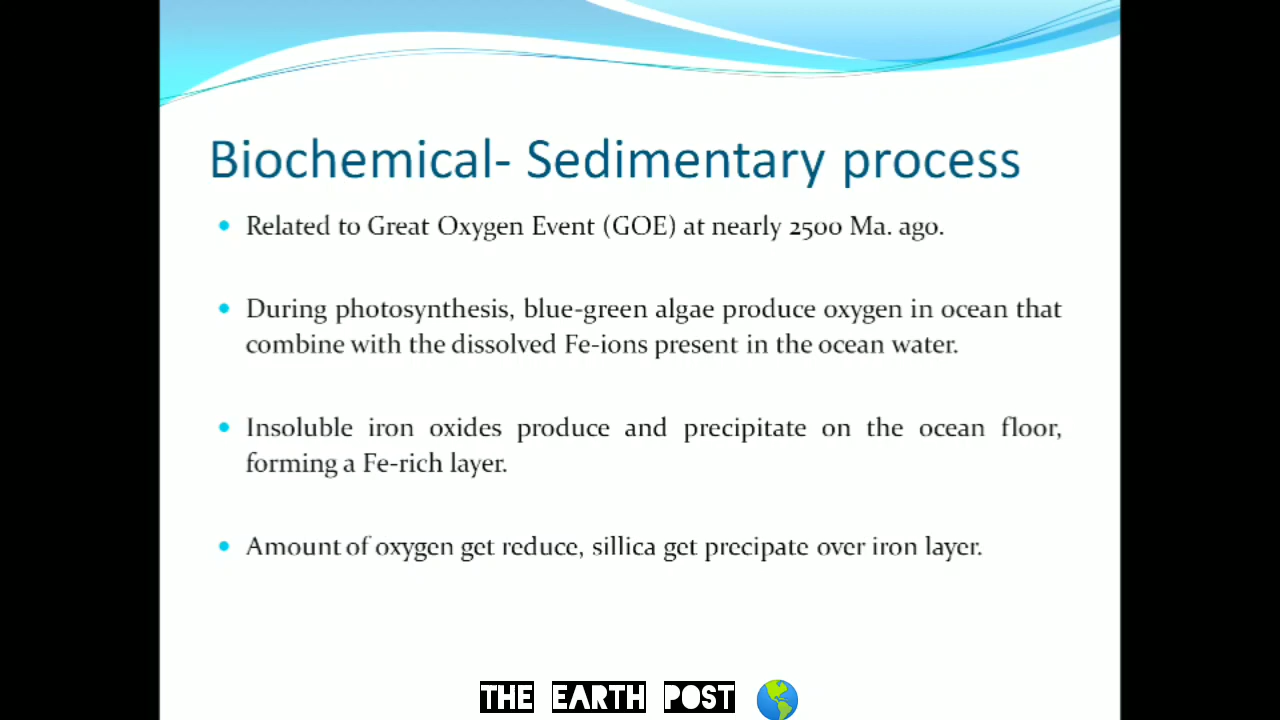 Biochemical- Sedimentary process
• Related to Great Oxygen Event (GOE) at nearly 2500 Ma. ago.
• During photosynthesis, blue-green algae produce oxygen in ocean that
combine with the dissolved Fe-ions present in the ocean water.
• Insoluble iron oxides produce and precipitate on the ocean floor,
forming a Fe-rich layer.
• Amount of oxygen get reduce, sillica get precipate over iron layer.
THE EARTH POST